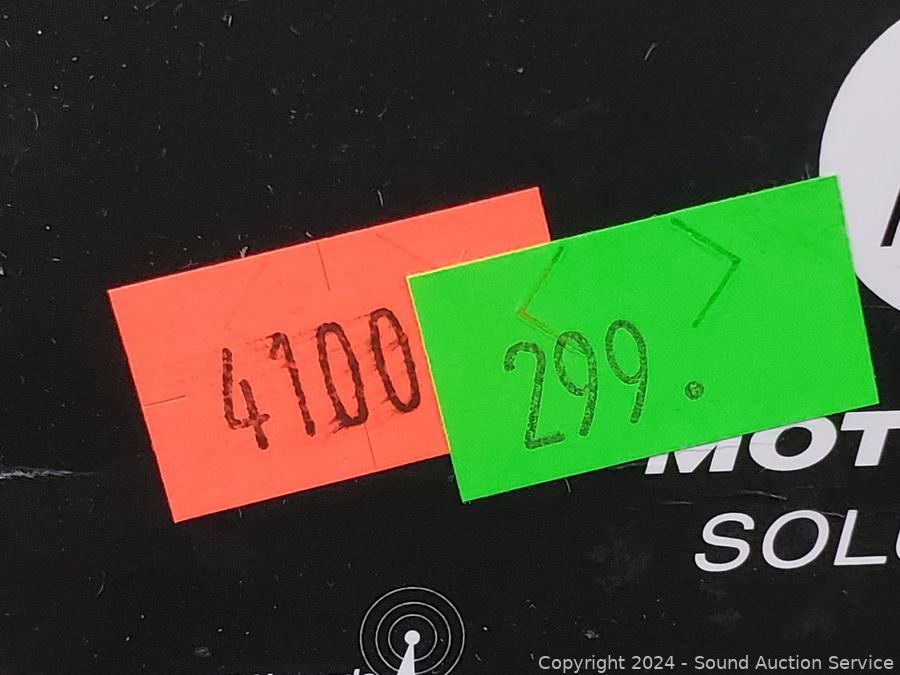 4100
299.
MOT
SOL
Copyright 2024 - Sound Auction Service